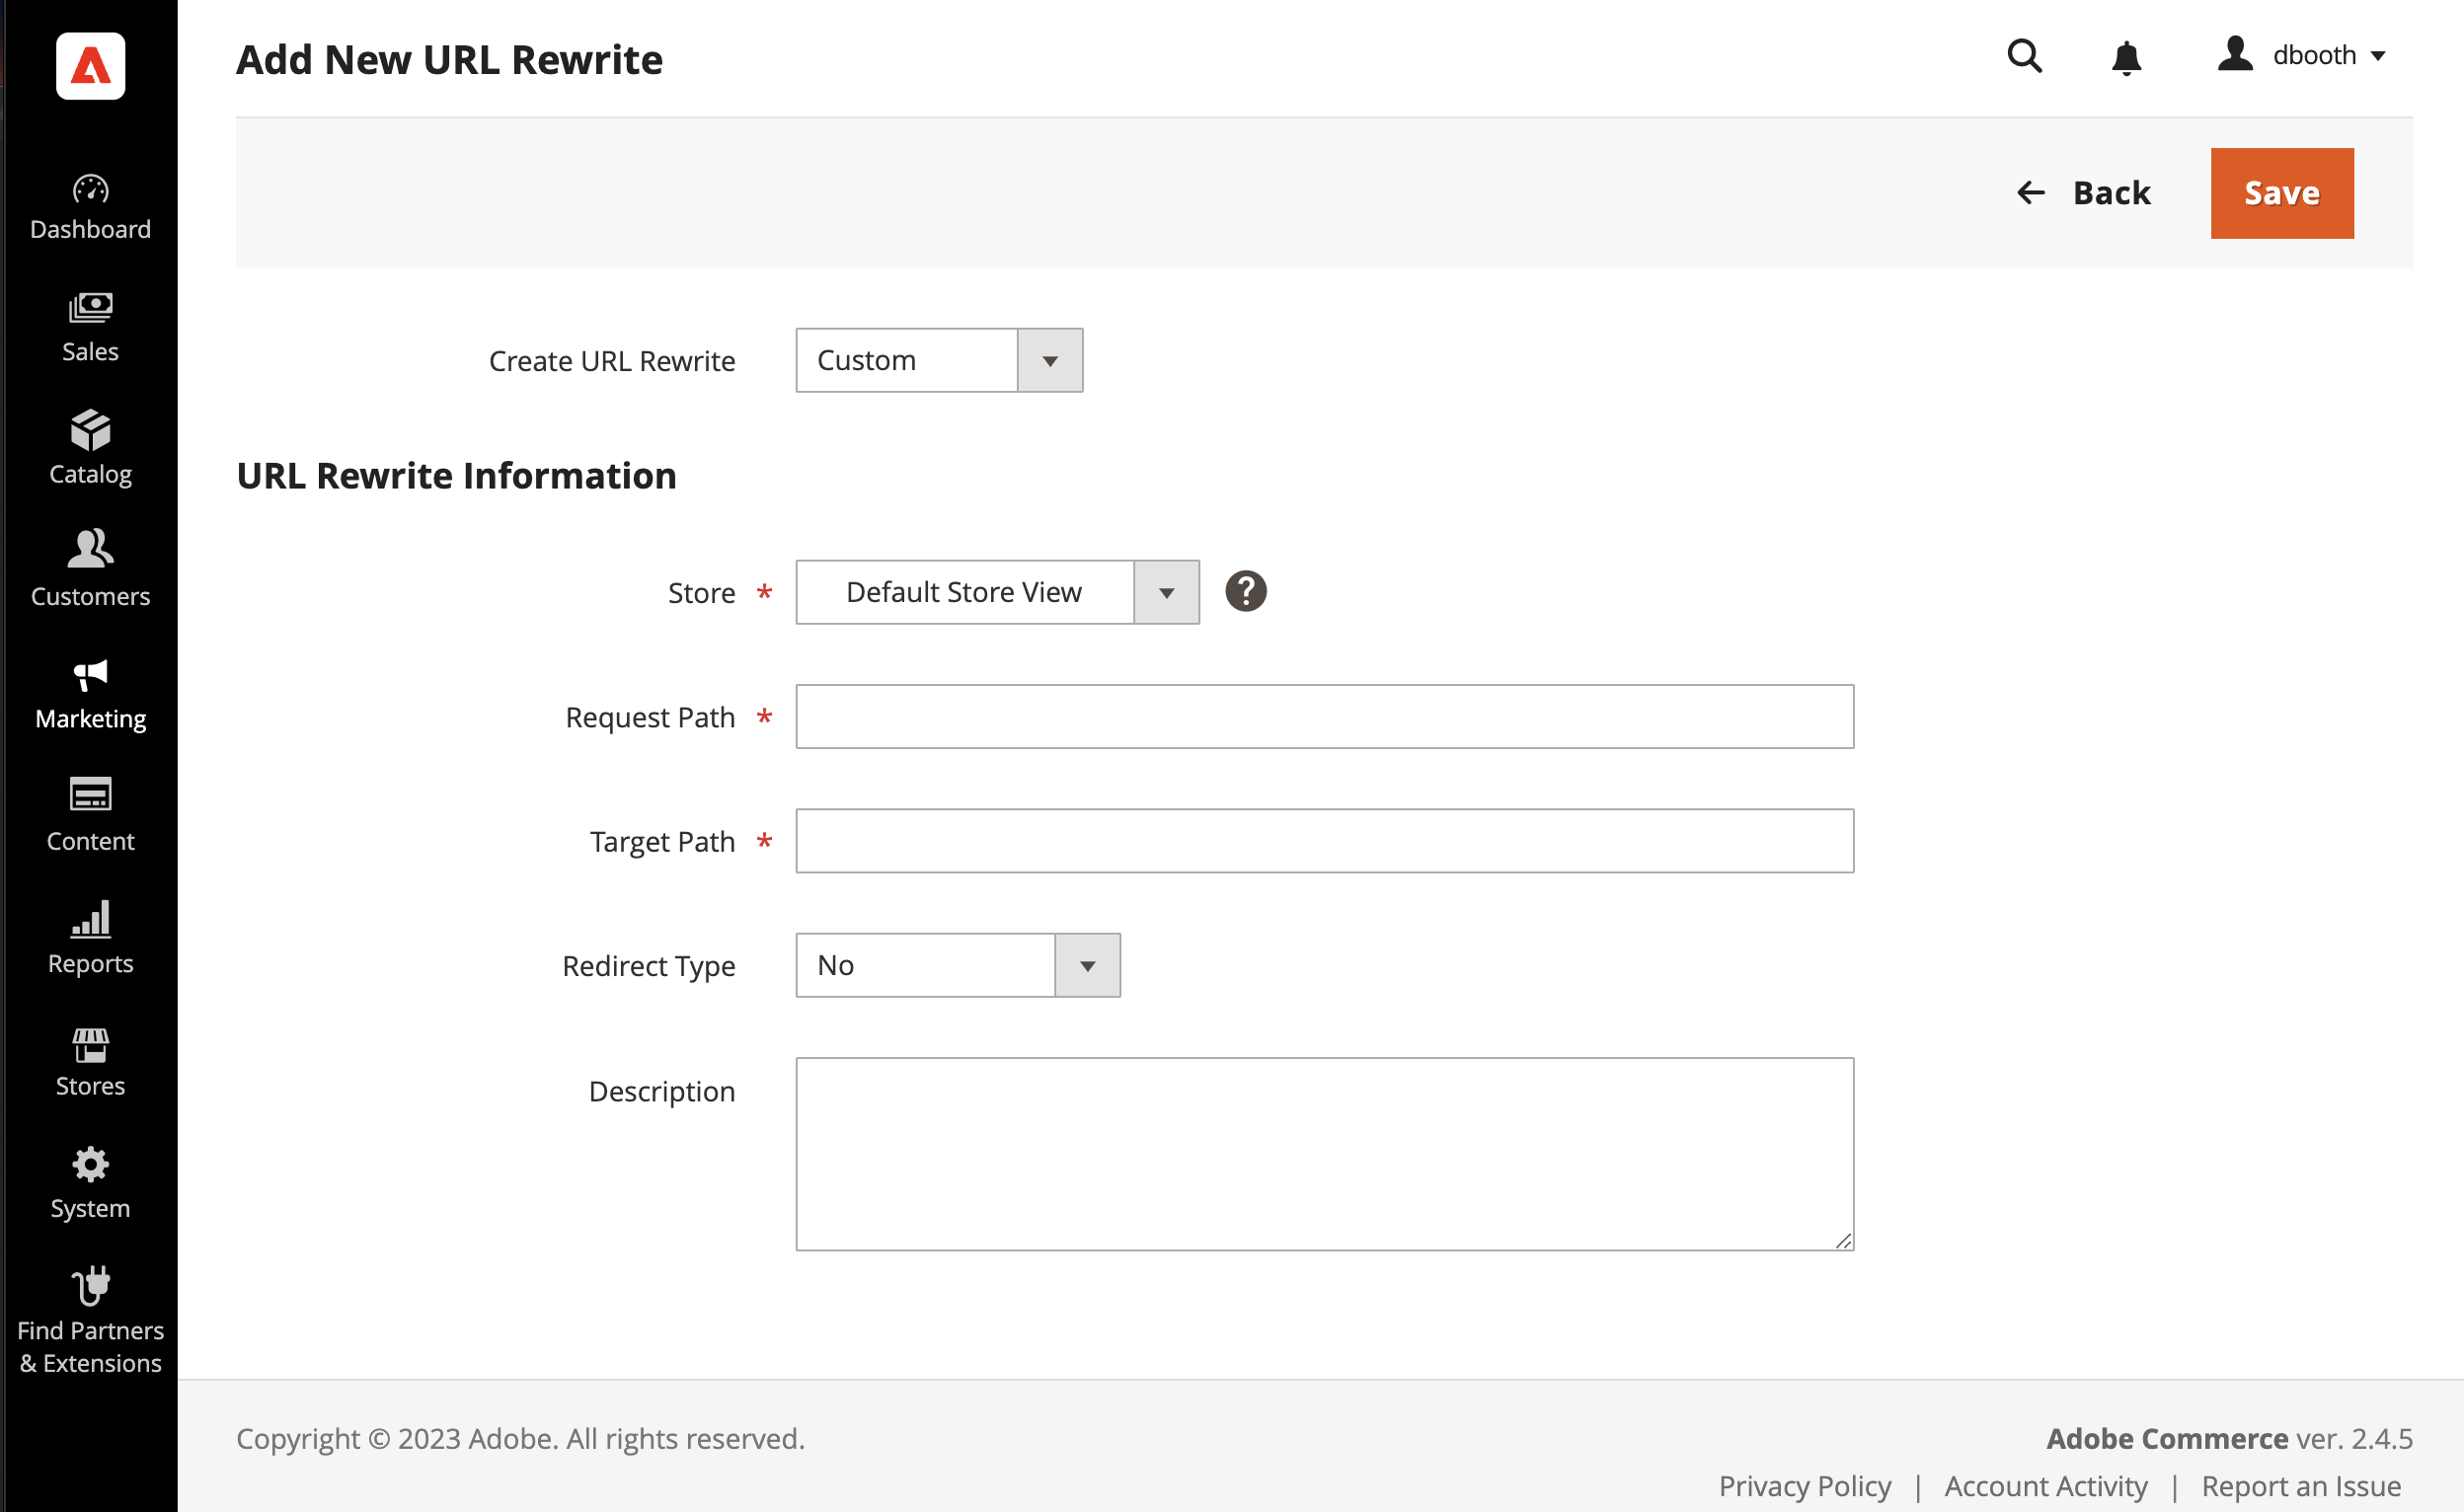 Add New URL Rewrite
dbooth
Back
Save
Dashboard
Sales
Catalog
Customers
Marketing
Content
Reports
Stores
System
Find Partners
& Extensions
Create URL Rewrite
Custom
URL Rewrite Information
Store *
Default Store View
?
Request Path *
Target Path *
Redirect Type
No
Description
Copyright © 2023 Adobe. All rights reserved.
Adobe Commerce ver. 2.4.5
Privacy Policy | Account Activity | Report an Issue